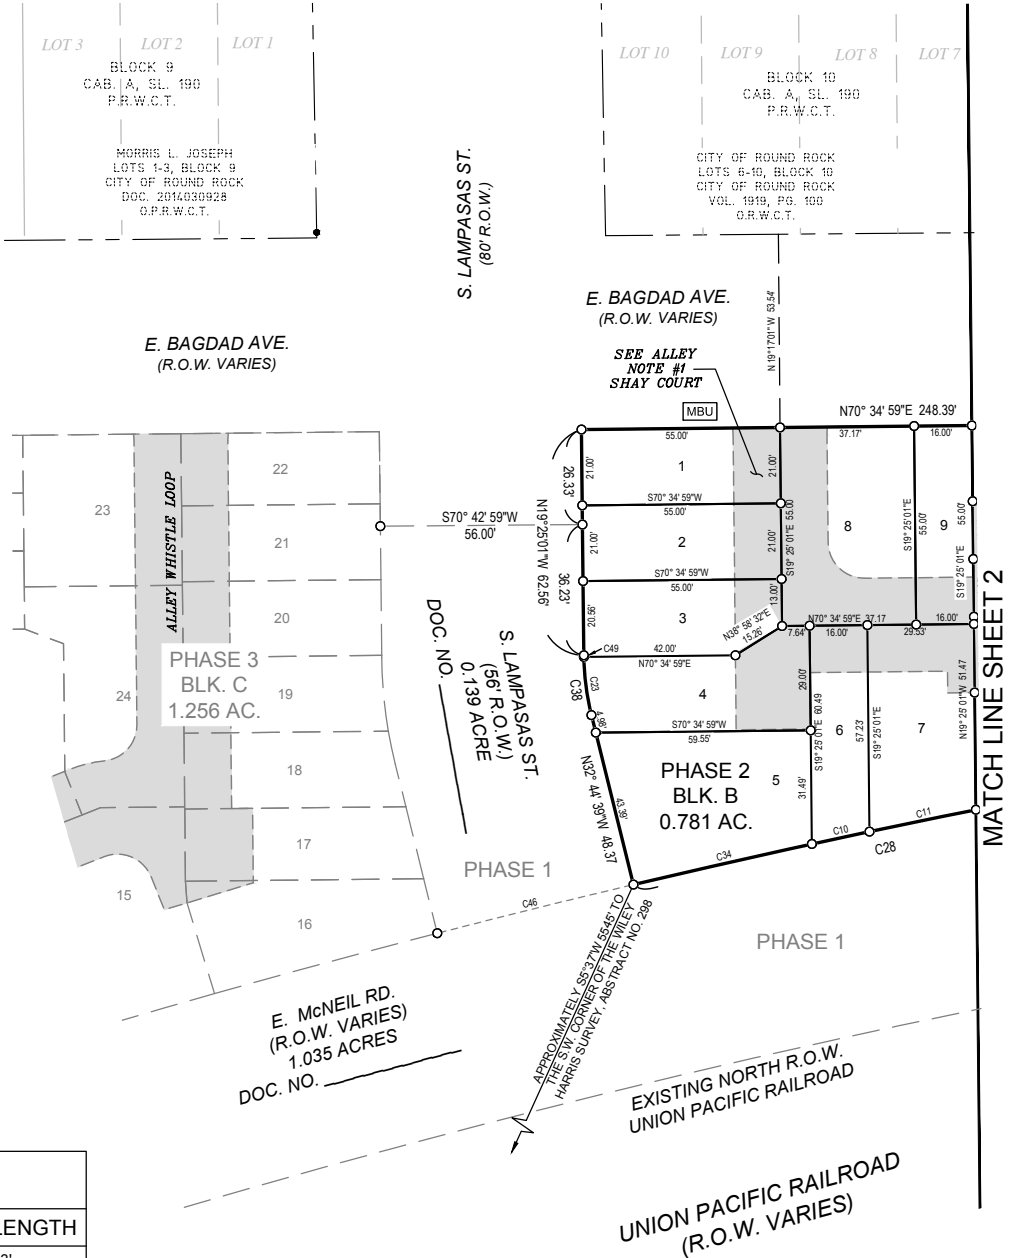 LOT 3
LOT 2
LOT 1
BLOCK 9
CAB. A, SL. 190
P.R.W.C.T.
MORRIS L. JOSEPH
LOTS 1-3, BLOCK 9
CITY OF ROUND ROCK
DOC. 2014030928
O.P.R.W.C.T.
S. LAMPASAS ST.
(80' R.O.W.)
LOT 10
LOT 9
LOT 8
LOT 7
BLOCK 10
CAB. A, SL. 190
P.R.W.C.T.
CITY OF ROUND ROCK
LOTS 6-10, BLOCK 10
CITY OF ROUND ROCK
VOL. 1919, PG. 100
O.R.W.C.T.
E. BAGDAD AVE.
(R.O.W. VARIES)
E. BAGDAD AVE.
(R.O.W. VARIES)
N19°17'01"W 53.54'
SEE ALLEY
NOTE #1
SHAY COURT
MBU
N70° 34' 59"E 248.39'
55.00'
37.17'
16.00'
23
22
21
20
19
18
17
16
15
24
ALLEY WHISTLE LOOP
PHASE 3
BLK. C
1.256 AC.
S70° 42' 59"W
56.00'
26.33'
N19°25'01"W 62.56'
36.23'
21.00'
21.00'
20.56'
1
S70° 34' 59"W
55.00'
2
S70° 34' 59"W
55.00'
3
21.00'
21.00'
13.00'
S19° 25' 01"E 55.00
8
S19° 25' 01"E
55.00'
9
55.00'
S19° 25' 01"E
N38° 58' 32"E
15.26'
N70° 34' 59"E 37.17
7.64'
16.00'
29.53'
16.00'
C49
42.00'
N70° 34' 59"E
C38
C23
4.98'
4
S70° 34' 59"W
59.55'
29.00'
S19° 25' 01"E 60.49
31.49'
6
57.23'
S19° 25' 01"E
7
N19° 25' 01"W 51.47
MATCH LINE SHEET 2
DOC. NO.
S. LAMPASAS ST.
(56' R.O.W.)
0.139 ACRE
N32° 44' 39"W 48.37
43.39'
PHASE 2
BLK. B
0.781 AC.
5
C34
C10
C11
C28
PHASE 1
C46
PHASE 1
APPROXIMATELY S5°37'W 5545' TO
THE S.W. CORNER OF THE WILEY
HARRIS SURVEY, ABSTRACT NO. 298
E. McNEIL RD.
(R.O.W. VARIES)
1.035 ACRES
DOC. NO.
EXISTING NORTH R.O.W.
UNION PACIFIC RAILROAD
UNION PACIFIC RAILROAD
(R.O.W. VARIES)
LENGTH